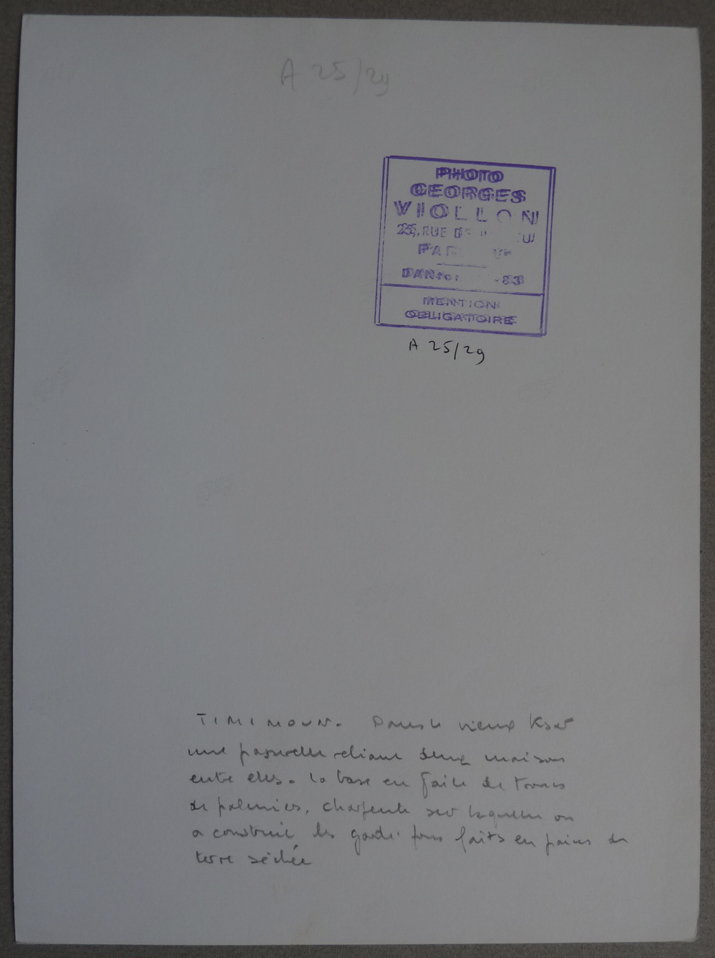 A 25/29
PHOTO
GEORGES
VIOLLON
25, RUE
PAR
- 83
MENTION
OBLIGATOIRE
A 25/29
TIMIMOUN. Dans le vieux Ksar
une passerelle reliant deux maisons
entre elles. La base en faite de troncs
de palmiers, charpente sur laquelle on
a construit les garde-fous faits en pains de
terre séchée